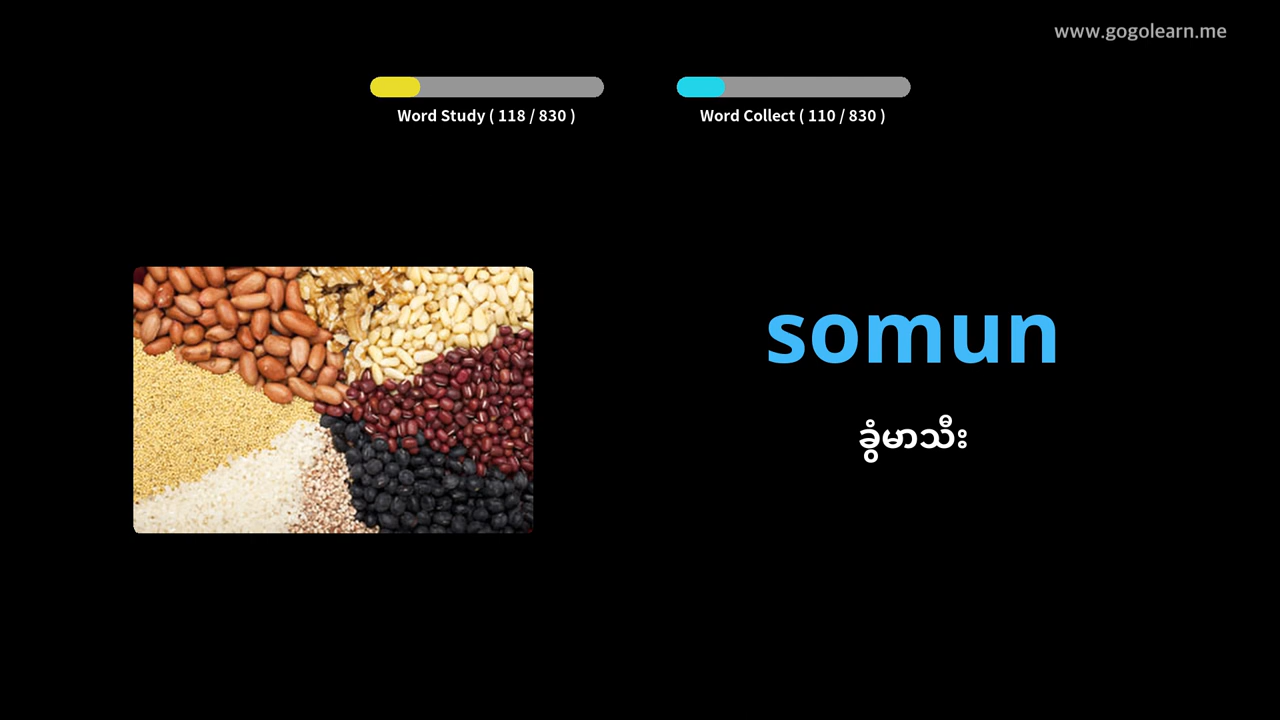 www.gogolearn.me
Word Study ( 118 / 830 )
Word Collect ( 110 / 830 )
somun
ခွံမာသီး